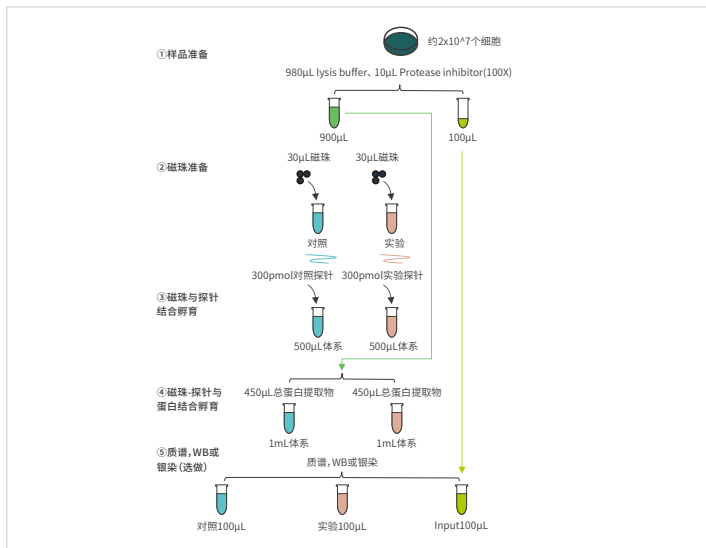 约2x10^7个细胞
①样品准备
980μL lysis buffer、10μL Protease inhibitor(100X)
900μL
100μL
②磁珠准备
30μL磁珠
30μL磁珠
对照
实验
300pmol对照探针
300pmol实验探针
③磁珠与探针
结合孵育
500μL体系
500μL体系
④磁珠-探针与
蛋白结合孵育
450μL总蛋白提取物
450μL总蛋白提取物
1mL体系
1mL体系
⑤质谱,WB或
银染(选做)
质谱,WB或银染
对照100μL
实验100μL
Input100μL